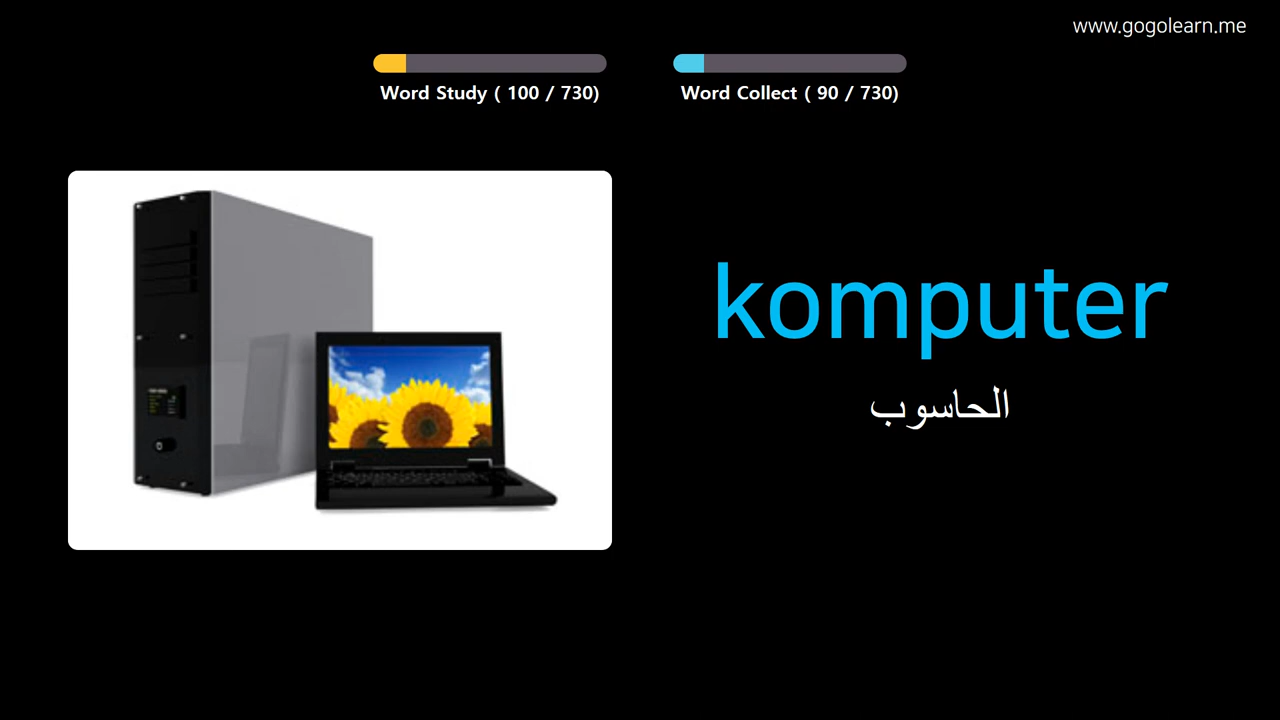 www.gogolearn.me
Word Study ( 100 / 730)
Word Collect ( 90 / 730)
komputer
الحاسوب